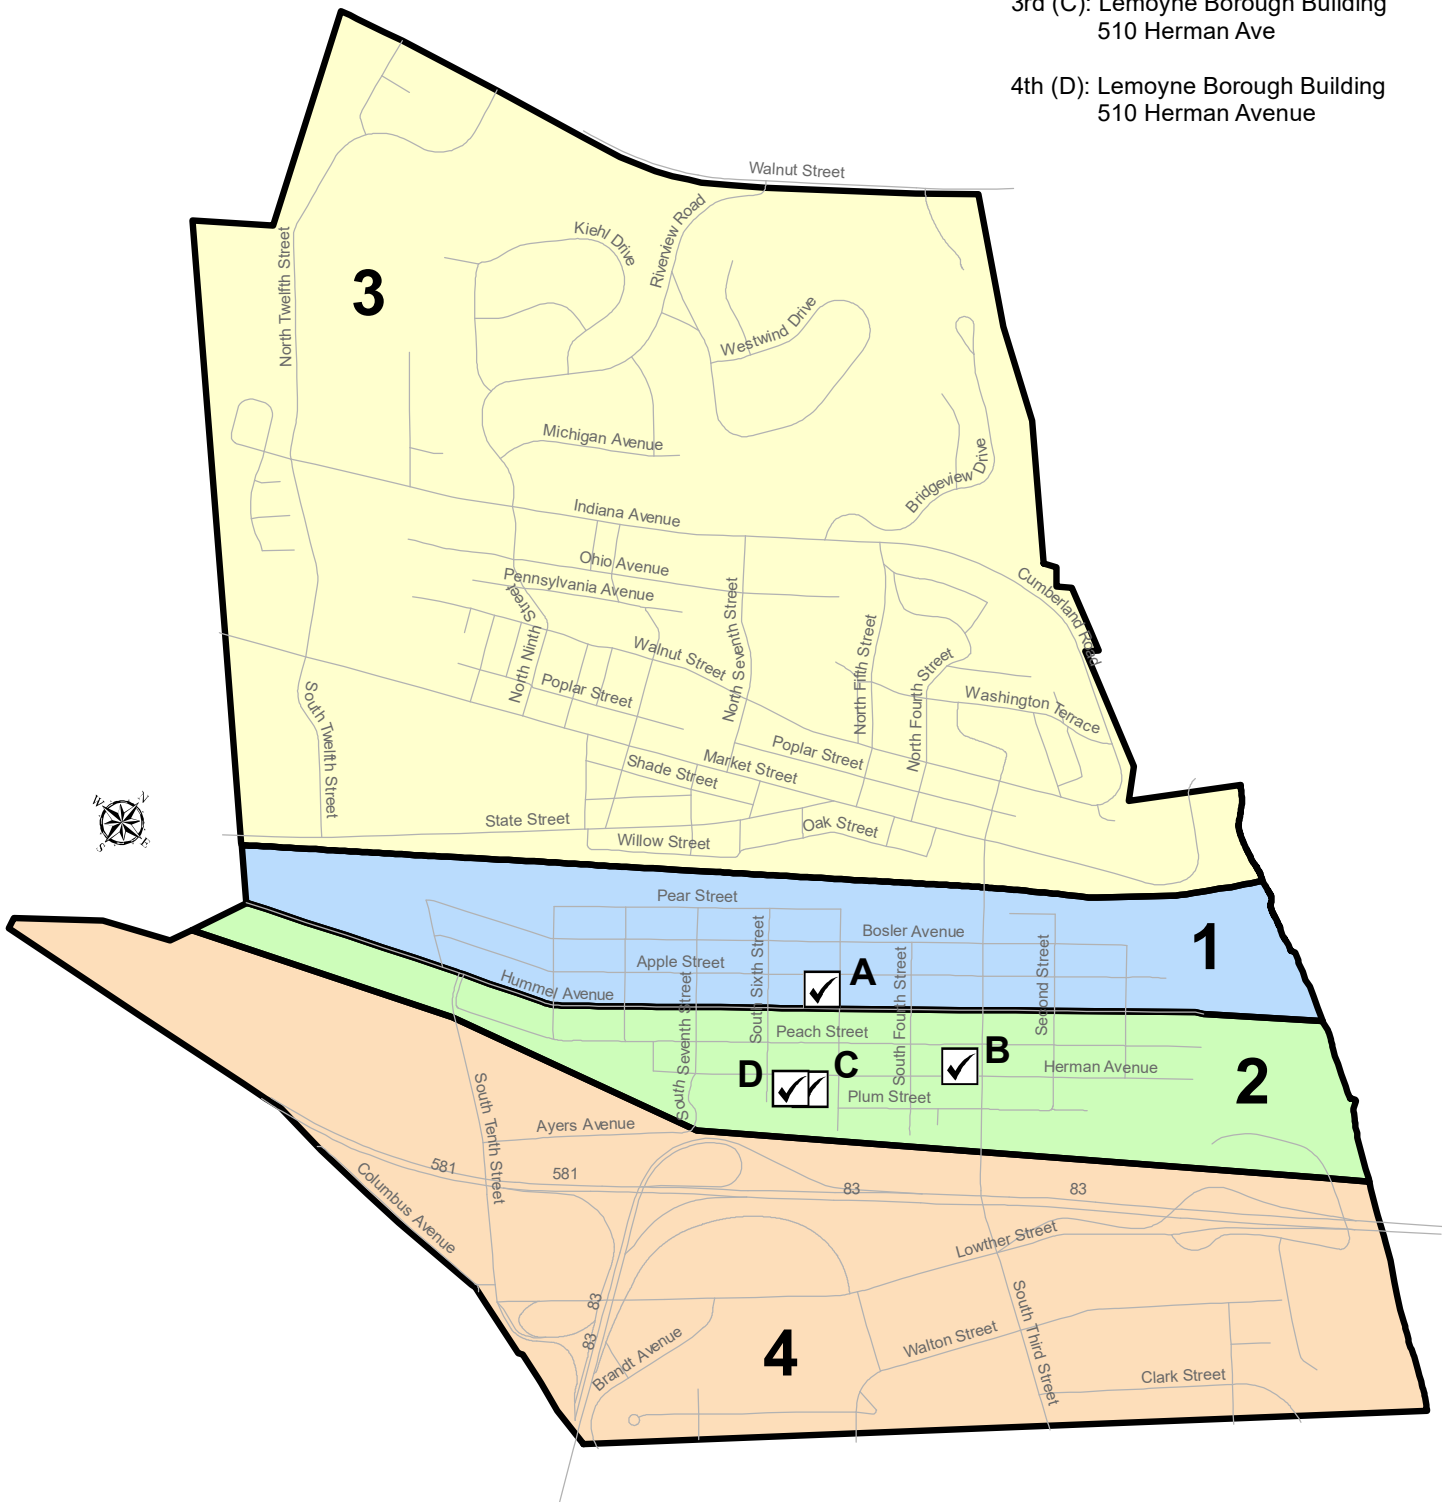 3rd (C): Lemoyne Borough Building
510 Herman Ave
4th (D): Lemoyne Borough Building
510 Herman Avenue
Walnut Street
Kiehl Drive
Riverview Road
North Twelfth Street
3
Westwind Drive
Michigan Avenue
Bridgeview Drive
Indiana Avenue
Ohio Avenue
Pennsylvania Avenue
Cumberland Road
North Ninth Street
Walnut Street
North Seventh Street
North Fifth Street
North Fourth Street
Poplar Street
Washington Terrace
South Twelfth Street
Poplar Street
Market Street
Shade Street
W
N
S
E
State Street
Oak Street
Willow Street
Pear Street
Bosler Avenue
1
Apple Street
South Sixth Street
A
South Fourth Street
Second Street
Hummel Avenue
South Seventh Street
Peach Street
B
D
C
Herman Avenue
2
Plum Street
South Tenth Street
Ayers Avenue
581
581
83
83
Columbus Avenue
Lowther Street
83
83
South Third Street
Brandt Avenue
4
Walton Street
Clark Street